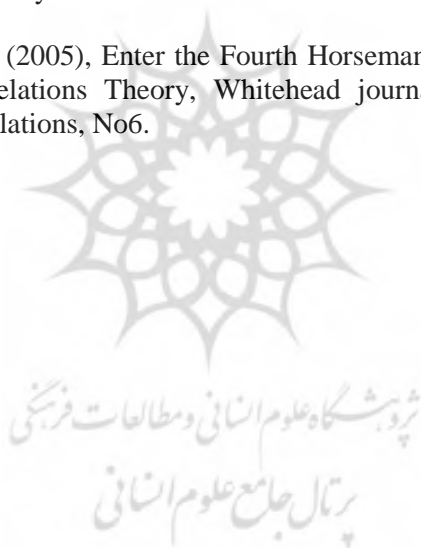 (2005), Enter the Fourth Horseman
elations Theory, Whitehead journa
lations, No6.
پژوهشگاه علوم انسانی و مطالعات فرهنگی
پرتال جامع علوم انسانی